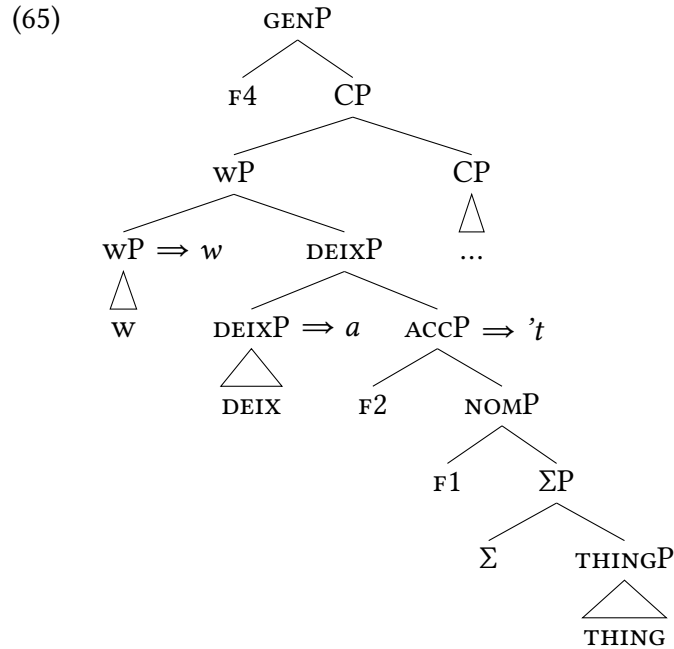 (65)
GENP
F4 CP
WP CP
WP ⇒ w DEIXP ...
W DEIXP ⇒ a ACCP ⇒ 't
DEIX F2 NOMP
F1 ΣP
Σ THINGP
THING